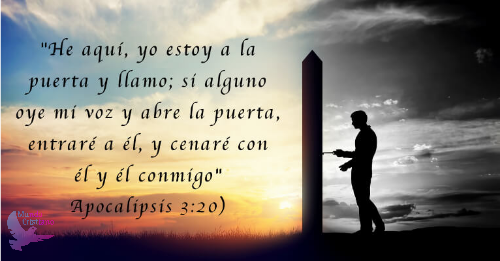 "He aquí, yo estoy a la
puerta y llamo; si alguno
oye mi voz y abre la puerta,
entraré a él, y cenaré con
él y él conmigo"
Apocalipsis 3:20)